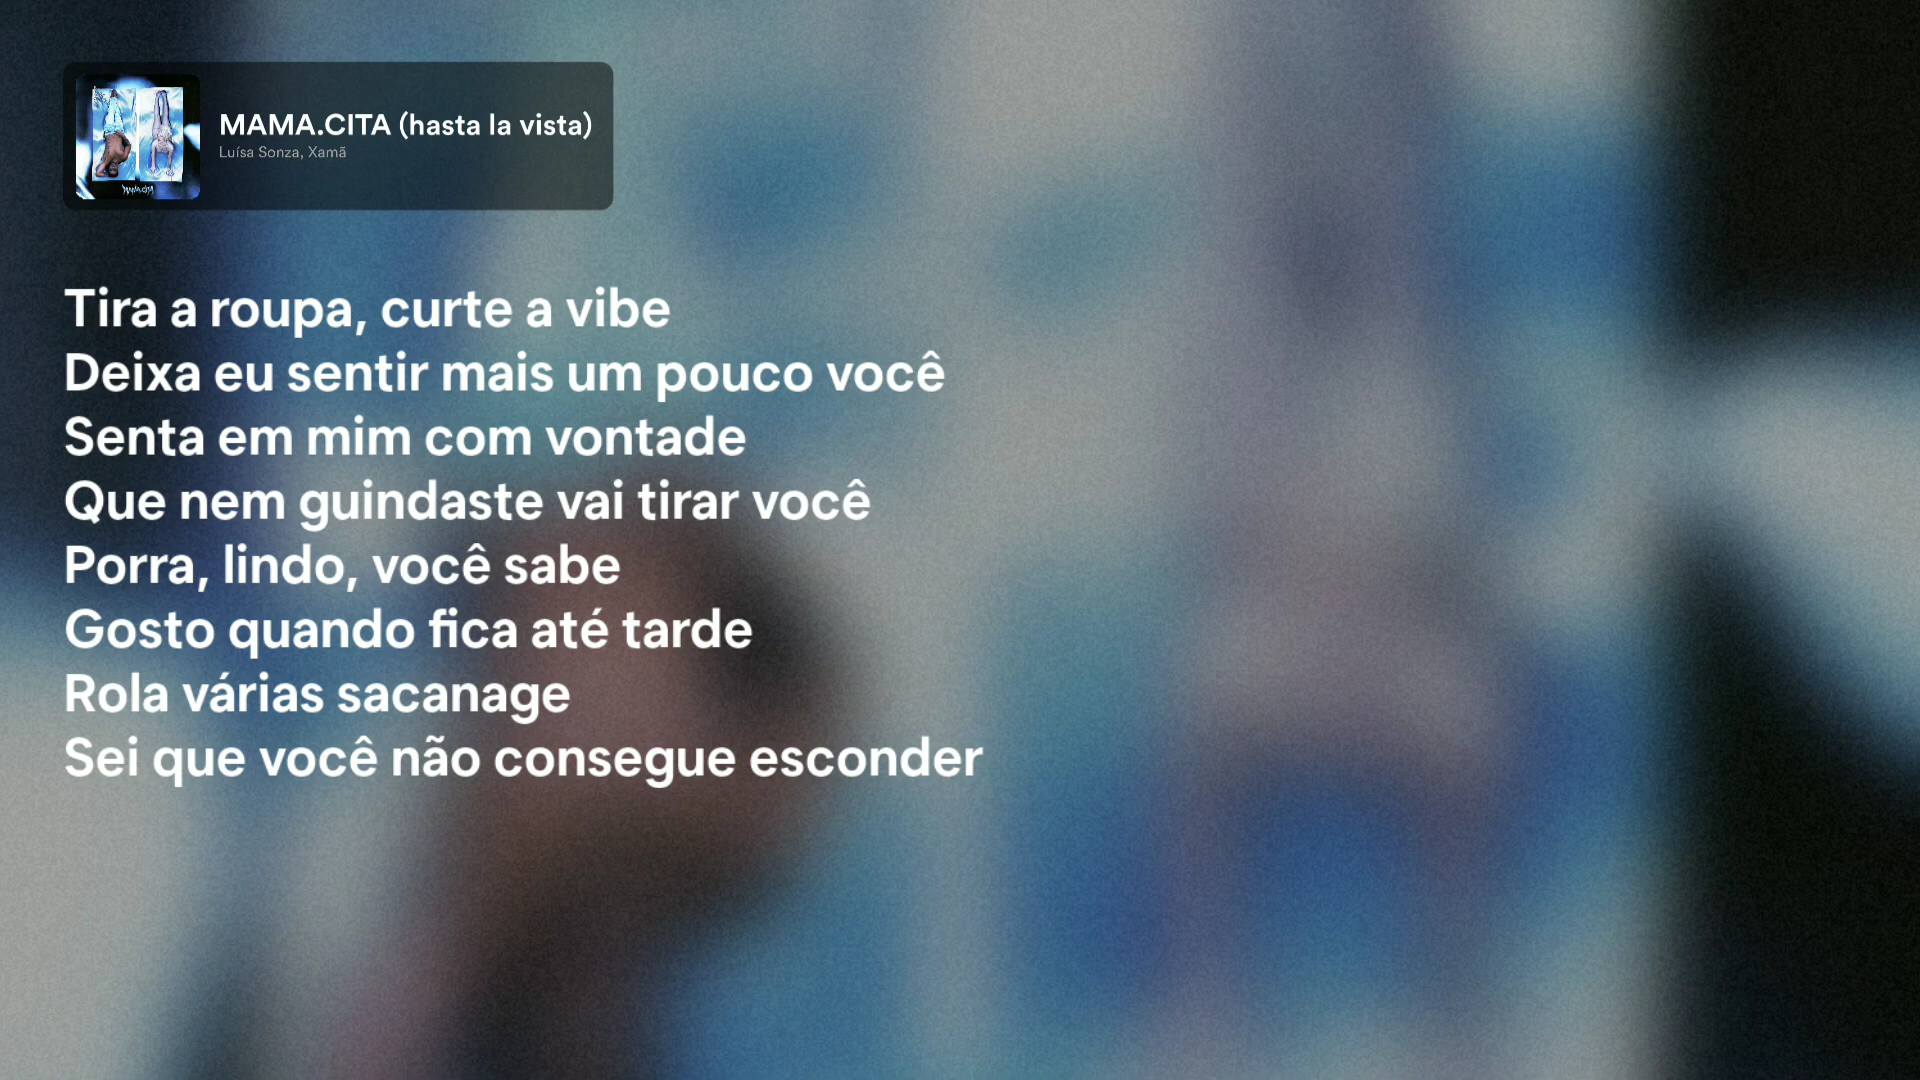 MAMA.CITA (hasta la vista)
Luísa Sonza, Xamã
Tira a roupa, curte a vibe
Deixa eu sentir mais um pouco você
Senta em mim com vontade
Que nem guindaste vai tirar você
Porra, lindo, você sabe
Gosto quando fica até tarde
Rola várias sacanage
Sei que você não consegue esconder